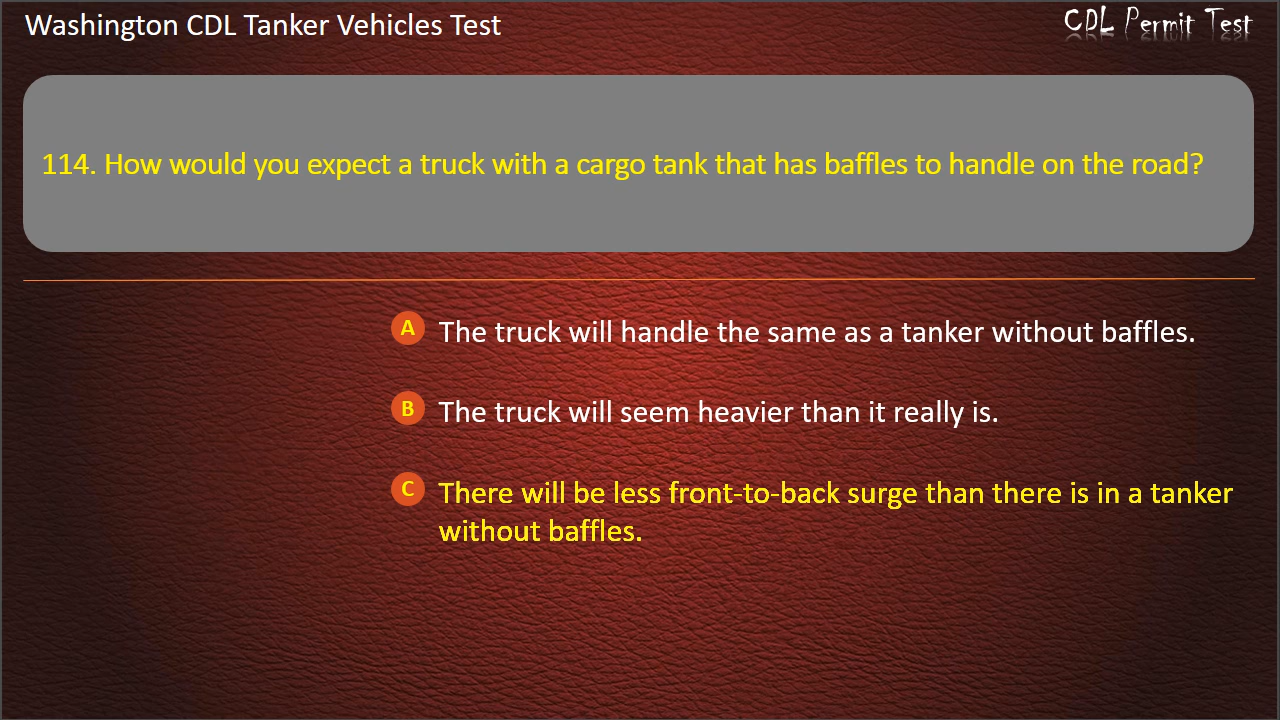 Washington CDL Tanker Vehicles Test
CDL Permit Test
114. How would you expect a truck with a cargo tank that has baffles to handle on the road?
A The truck will handle the same as a tanker without baffles.
B The truck will seem heavier than it really is.
C There will be less front-to-back surge than there is in a tanker
without baffles.